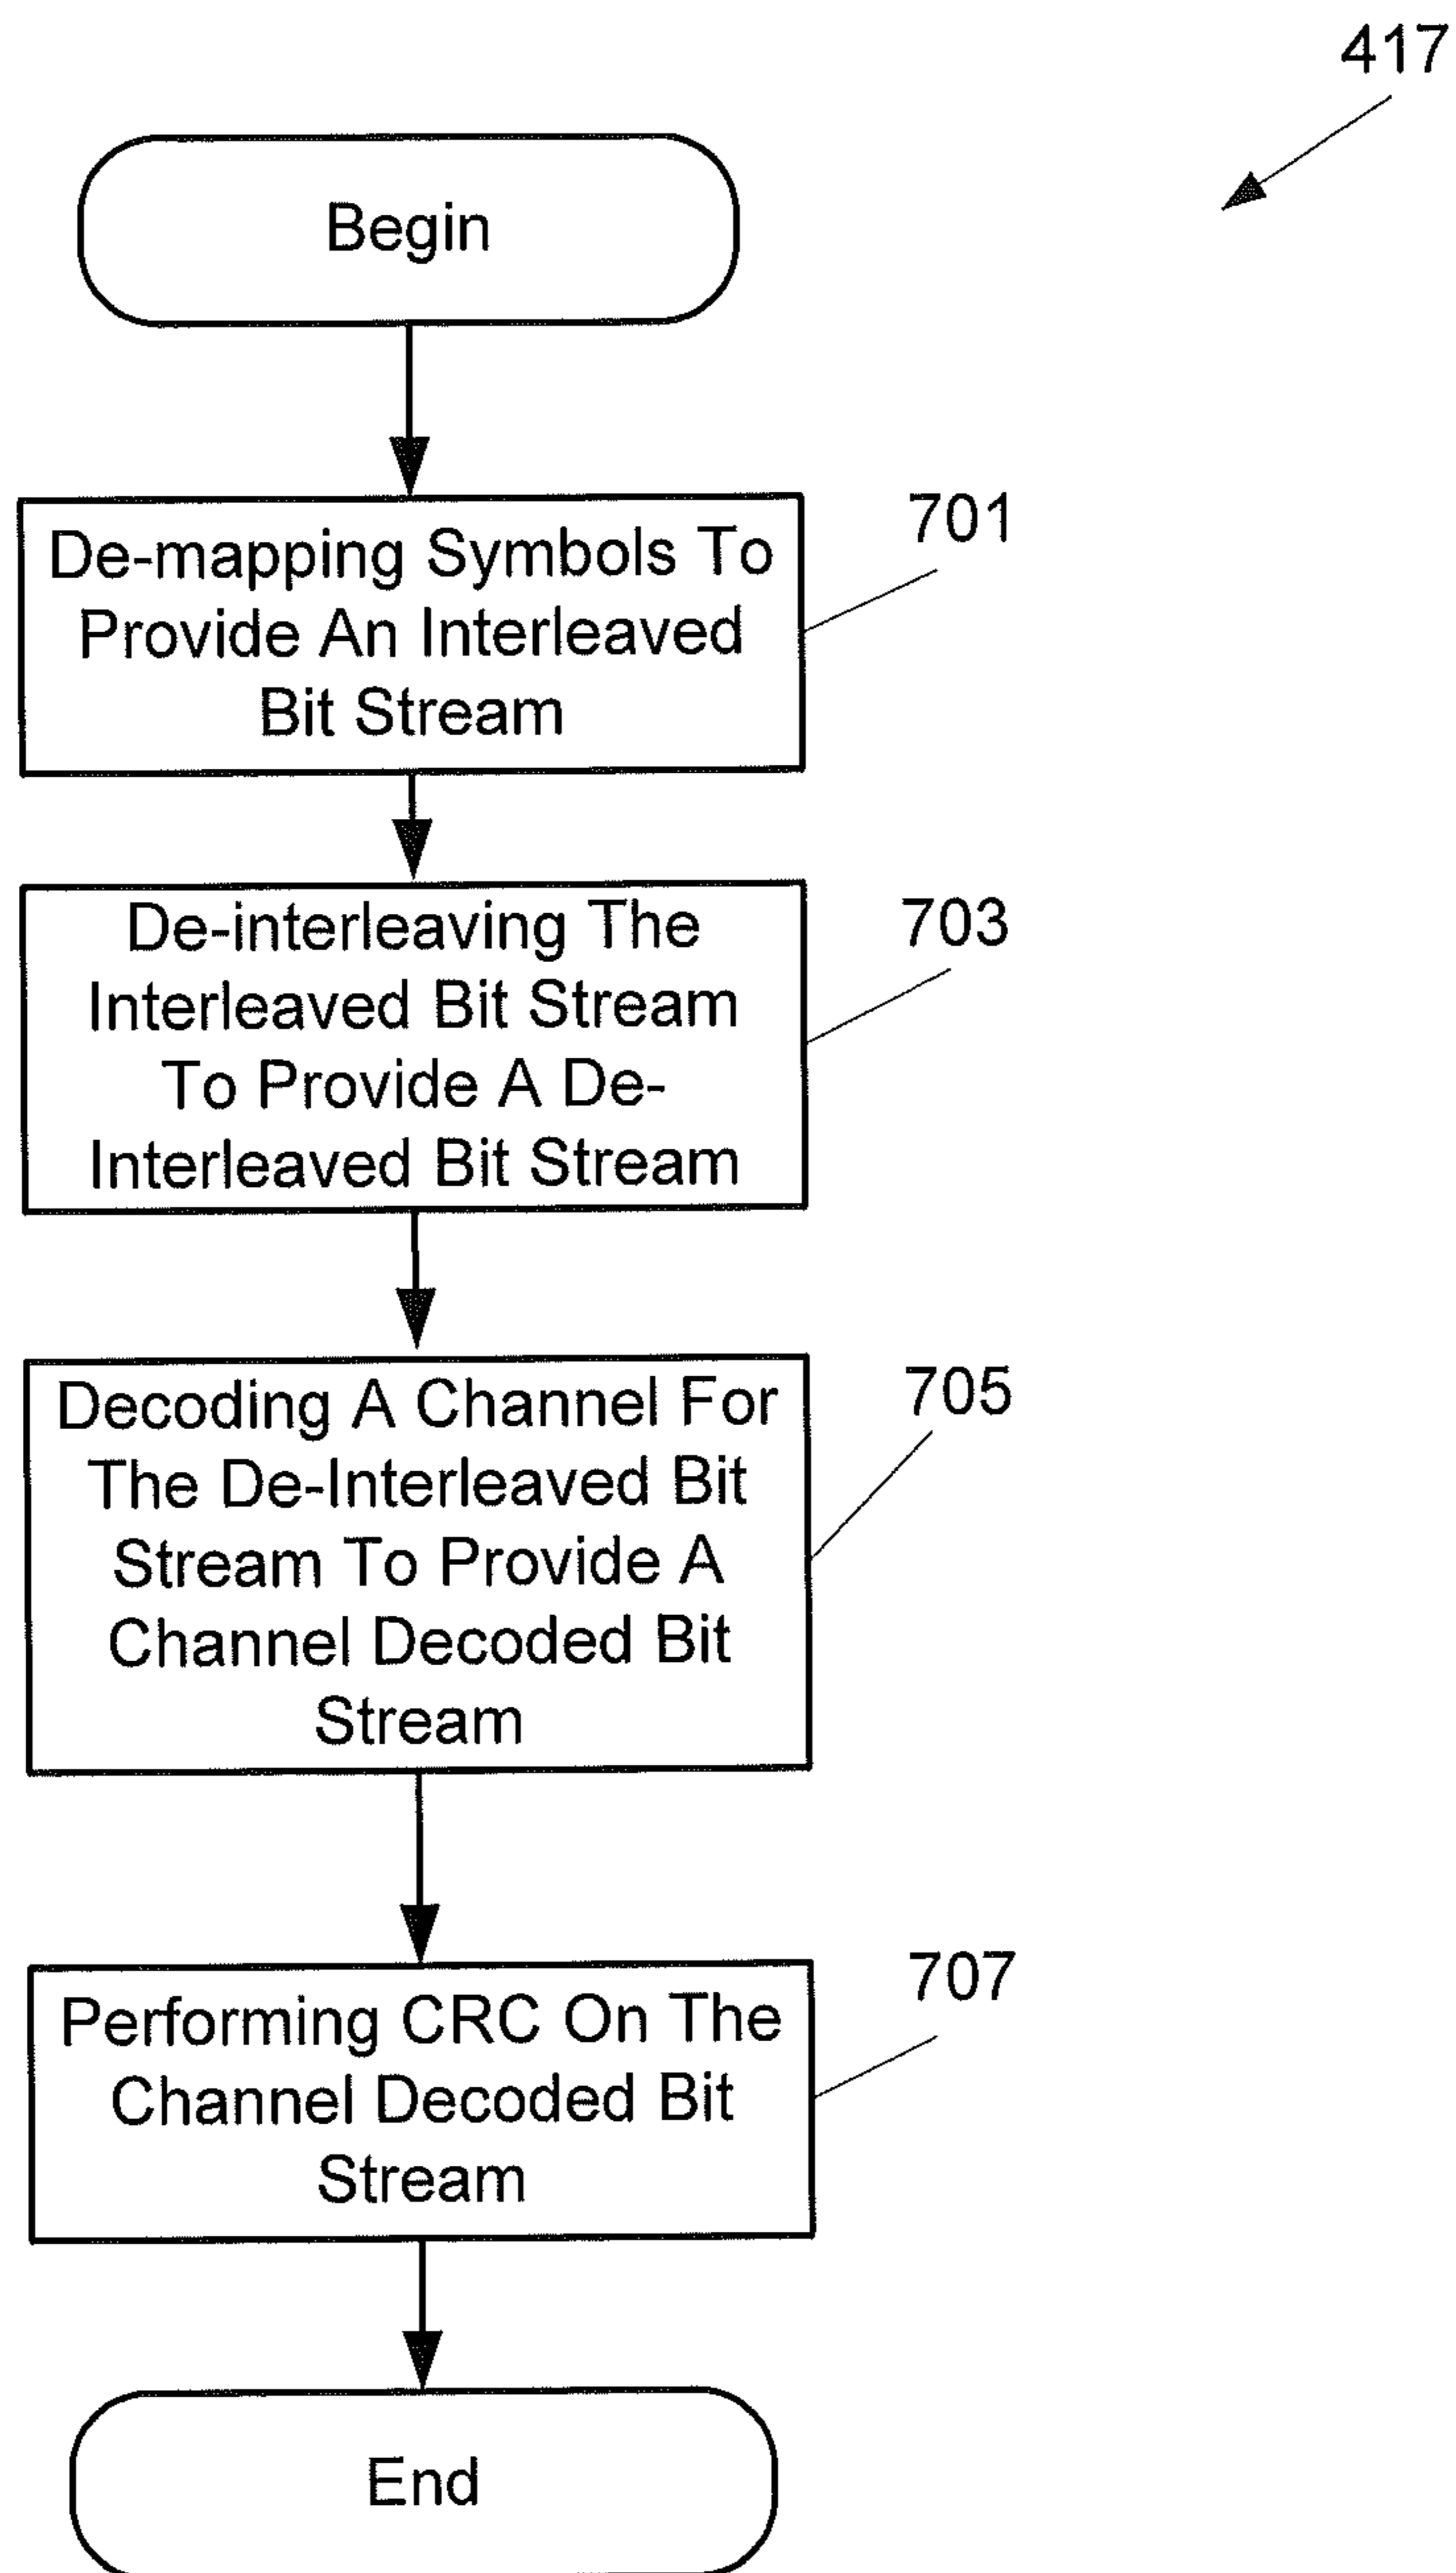 417
Begin
De-mapping Symbols To
Provide An Interleaved
Bit Stream
701
De-interleaving The
Interleaved Bit Stream
To Provide A De-
Interleaved Bit Stream
703
Decoding A Channel For
The De-Interleaved Bit
Stream To Provide A
Channel Decoded Bit
Stream
705
Performing CRC On The
Channel Decoded Bit
Stream
707
End